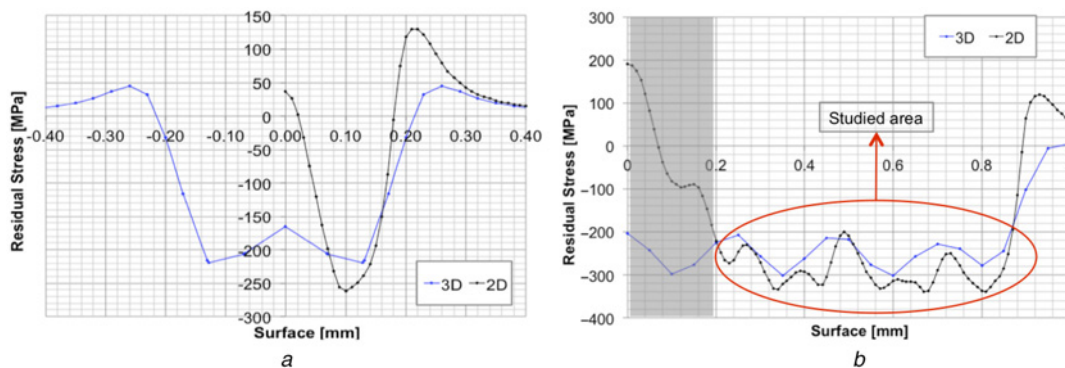 150
100
50
0
-50
-100
-150
-200
-250
-300
-0.40 -0.30 -0.20 -0.10 0.00 0.10 0.20 0.30 0.40
Residual Stress [MPa]
Surface [mm]
3D 2D
a
300
200
100
0
–100
–200
–300
–400
0 0.2 0.4 0.6 0.8
Residual Stress [MPa]
Surface [mm]
3D 2D
Studied area
b